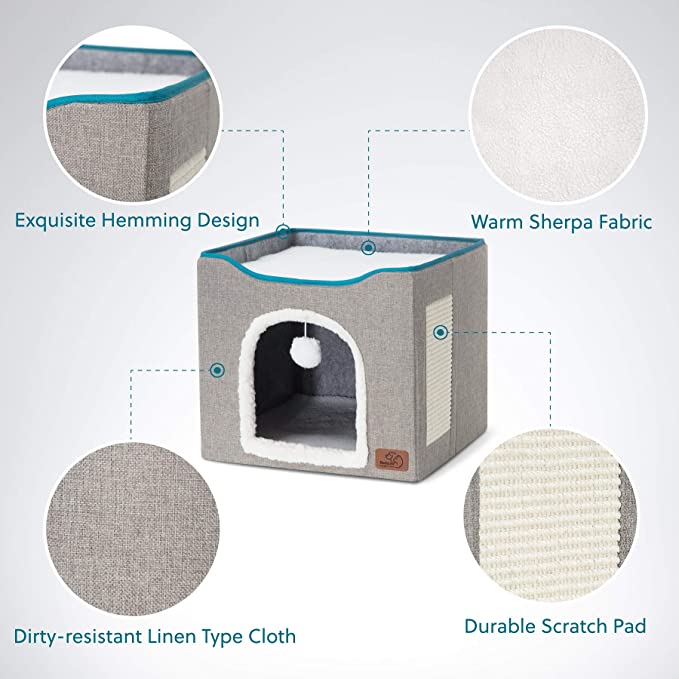 Exquisite Hemming Design
Warm Sherpa Fabric
Dirty-resistant Linen Type Cloth
Durable Scratch Pad